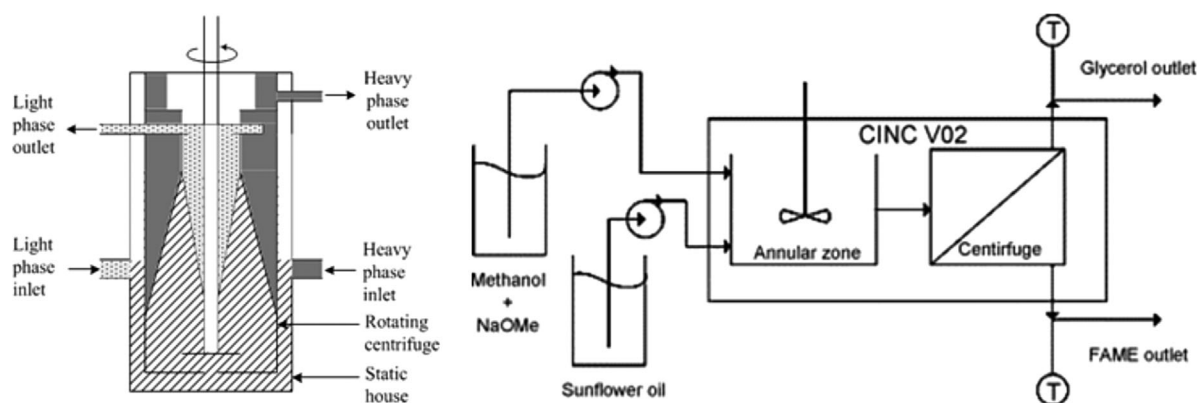 Light
phase
outlet
Heavy
phase
outlet
Light
phase
inlet
Heavy
phase
inlet
Rotating
centrifuge
Static
house
T
Glycerol outlet
CINC V02
Annular zone
Centirfuge
Methanol
+
NaOMe
Sunflower oil
FAME outlet
T